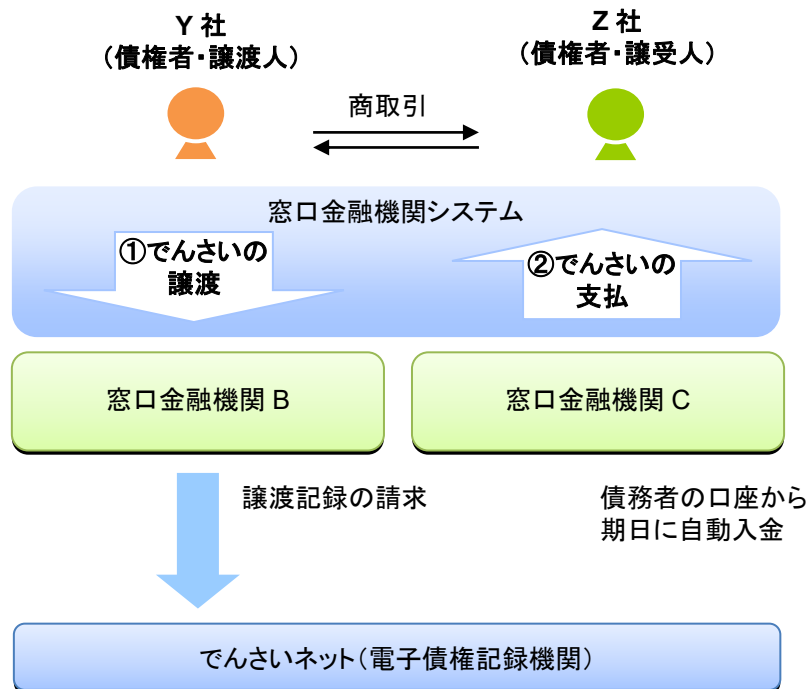 Y 社
（債権者・譲渡人）
Z 社
（債権者・譲受人）
商取引
窓口金融機関システム
①でんさいの
譲渡
②でんさいの
支払
窓口金融機関 B
窓口金融機関 C
譲渡記録の請求
債務者の口座から
期日に自動入金
でんさいネット（電子債権記録機関）